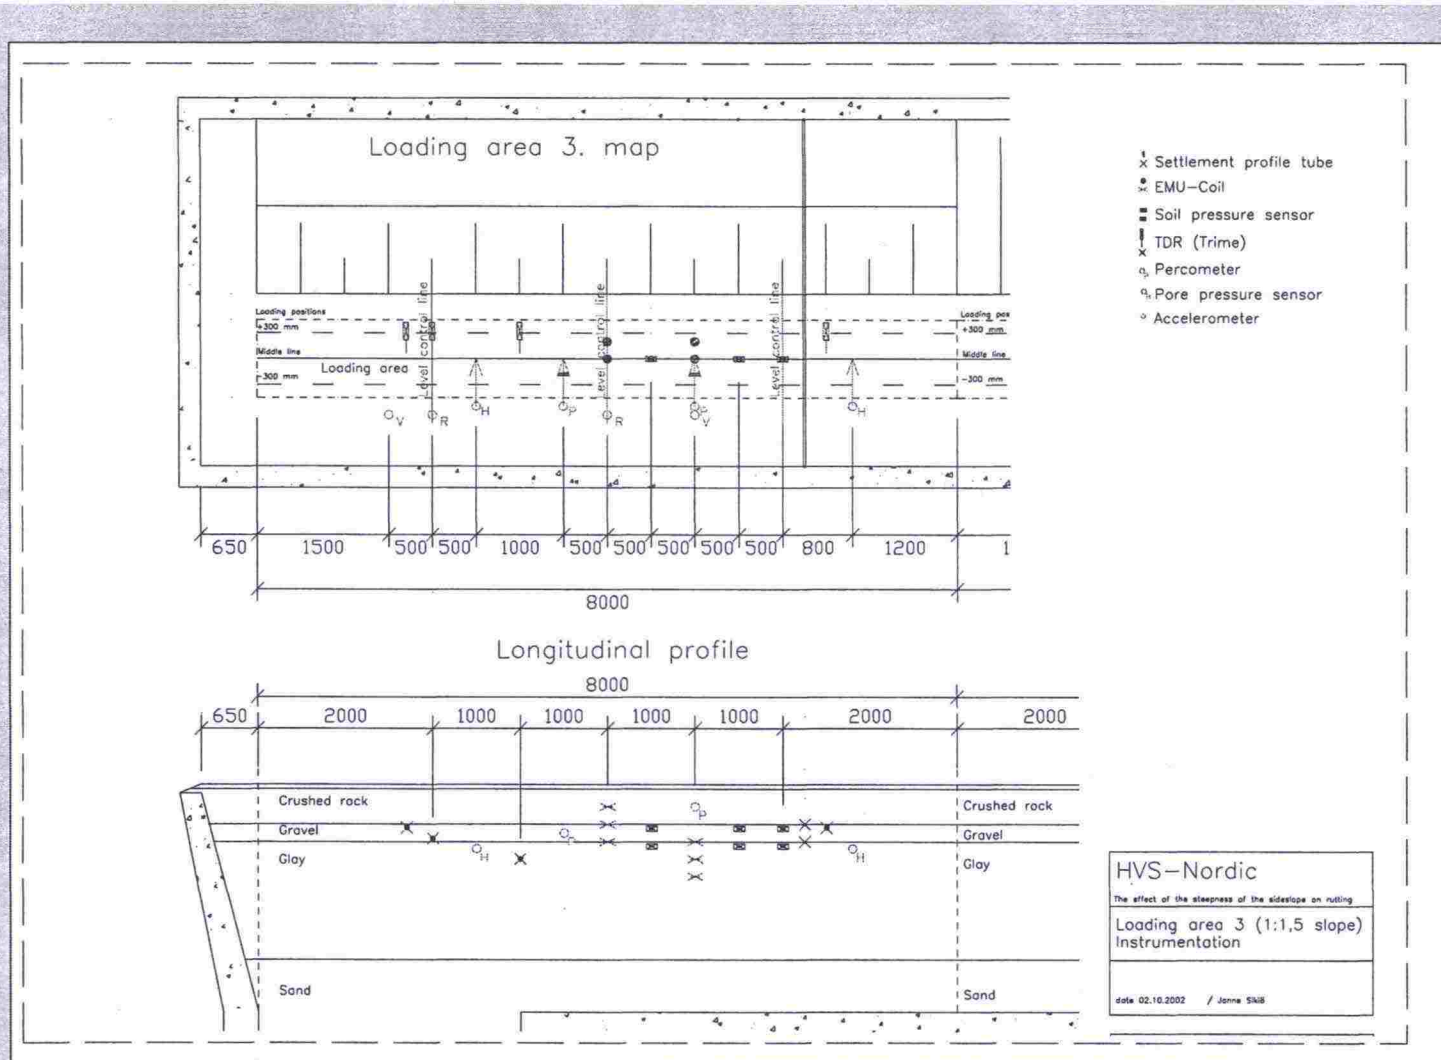 Loading area 3. map
Settlement profile tube
EMU-Coil
Soil pressure sensor
TDR (Trime)
P Percometer
H Pore pressure sensor
Accelerometer
Level control line
Level control line
Level control line
Loading positions
+300 mm
Middle line
Loading area
-300 mm
Loading pos
+300 mm
Middle line
-300 mm
V R H P R P V H
650 1500 500 500 1000 500 500 500 500 500 800 1200 1
8000
Longitudinal profile
8000
650 2000 1000 1000 1000 1000 2000 2000
Crushed rock P Crushed rock
Gravel Gravel
H H
Glay Clay
Sand Sand
HVS-Nordic
The effect of the steepness of the sideslope on rutting
Loading area 3 (1:1,5 slope)
Instrumentation
date 02.10.2002 / Janne